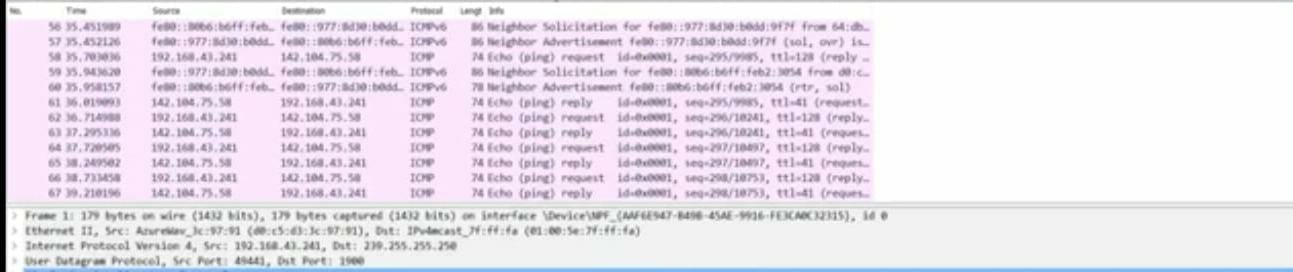 No. Time Source Destination Protocol Lengt Info
56 35.451989 fe80::80b6:b6ff:feb… fe80::977:8d30:b0dd… ICMPv6 86 Neighbor Solicitation for fe80::977:8d30:b0dd:9f7f from 64:db…
57 35.452126 fe80::977:8d30:b0dd… fe80::80b6:b6ff:feb… ICMPv6 86 Neighbor Advertisement fe80::977:8d30:b0dd:9f7f (sol, ovr) is…
58 35.703036 192.168.43.241 142.104.75.58 ICMP 74 Echo (ping) request id=0x0001, seq=295/9985, ttl=128 (reply …
59 35.943620 fe80::977:8d30:b0dd… fe80::80b6:b6ff:feb… ICMPv6 86 Neighbor Solicitation for fe80::80b6:b6ff:feb2:3054 from d0:c…
60 35.958157 fe80::80b6:b6ff:feb… fe80::977:8d30:b0dd… ICMPv6 78 Neighbor Advertisement fe80::80b6:b6ff:feb2:3054 (rtr, sol)
61 36.019093 142.104.75.58 192.168.43.241 ICMP 74 Echo (ping) reply id=0x0001, seq=295/9985, ttl=41 (request…
62 36.714988 192.168.43.241 142.104.75.58 ICMP 74 Echo (ping) request id=0x0001, seq=296/10241, ttl=128 (reply…
63 37.295336 142.104.75.58 192.168.43.241 ICMP 74 Echo (ping) reply id=0x0001, seq=296/10241, ttl=41 (reques…
64 37.720505 192.168.43.241 142.104.75.58 ICMP 74 Echo (ping) request id=0x0001, seq=297/10497, ttl=128 (reply…
65 38.249502 142.104.75.58 192.168.43.241 ICMP 74 Echo (ping) reply id=0x0001, seq=297/10497, ttl=41 (reques…
66 38.733458 192.168.43.241 142.104.75.58 ICMP 74 Echo (ping) request id=0x0001, seq=298/10753, ttl=128 (reply…
67 39.210196 142.104.75.58 192.168.43.241 ICMP 74 Echo (ping) reply id=0x0001, seq=298/10753, ttl=41 (reques…
> Frame 1: 179 bytes on wire (1432 bits), 179 bytes captured (1432 bits) on interface \Device\NPF_{AAF6E947-B498-45AE-9916-FE3CA0C32315}, id 0
> Ethernet II, Src: AzureWav_3c:97:91 (d0:c5:d3:3c:97:91), Dst: IPv4mcast_7f:ff:fa (01:00:5e:7f:ff:fa)
> Internet Protocol Version 4, Src: 192.168.43.241, Dst: 239.255.255.250
> User Datagram Protocol, Src Port: 49441, Dst Port: 1900